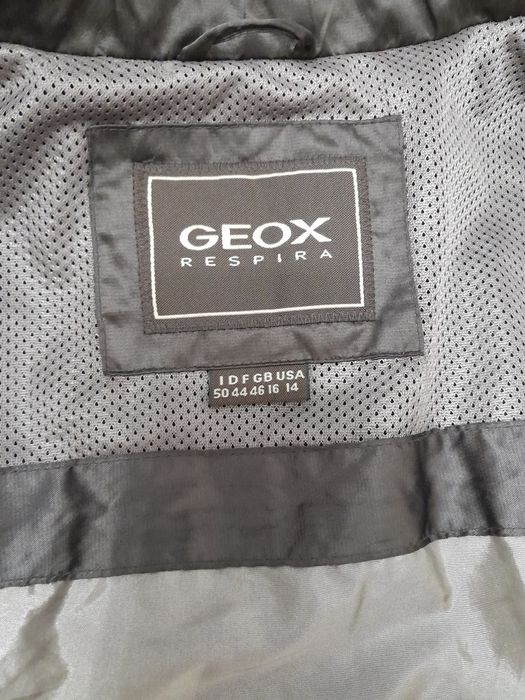 GEOX
RESPIRA
I D F GB USA
50 44 46 16 14